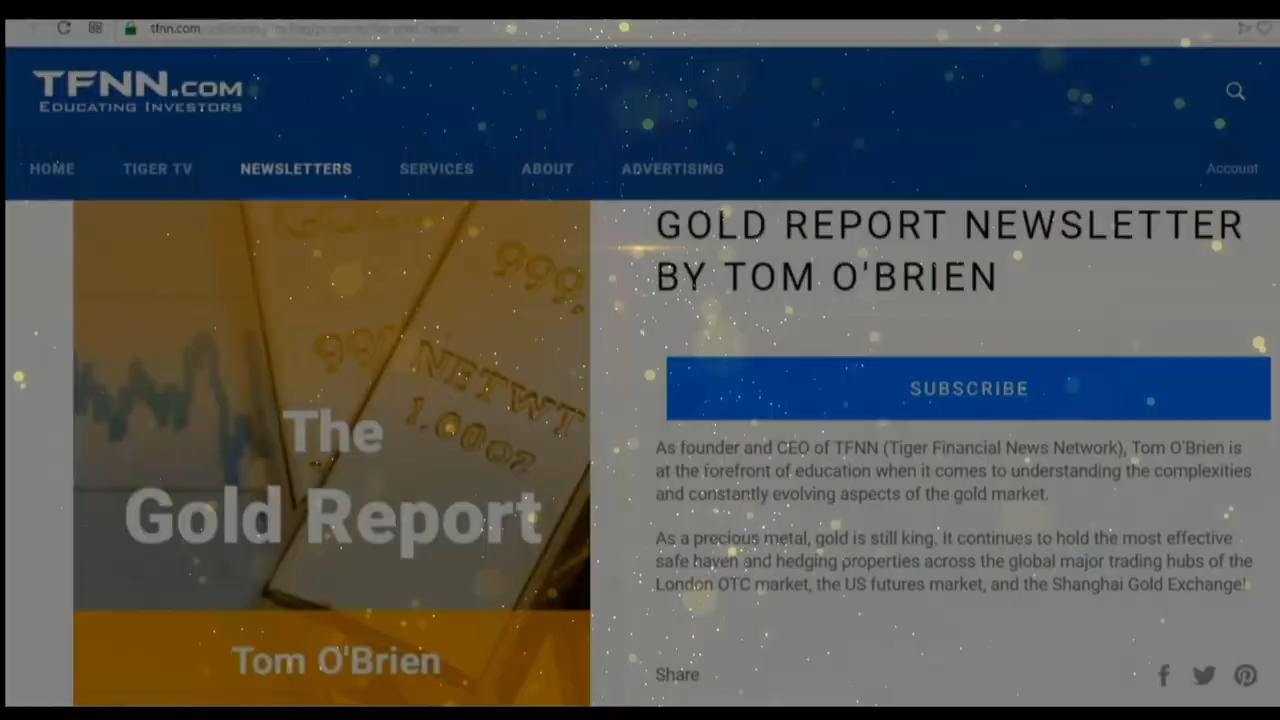 tfnn.com
TFNN.COM
EDUCATING INVESTORS
HOME TIGER TV NEWSLETTERS SERVICES ABOUT ADVERTISING Account
GOLD REPORT NEWSLETTER
BY TOM O'BRIEN
SUBSCRIBE
As founder and CEO of TFNN (Tiger Financial News Network), Tom O'Brien is
at the forefront of education when it comes to understanding the complexities
and constantly evolving aspects of the gold market.
As a precious metal, gold is still king. It continues to hold the most effective
safe haven and hedging properties across the global major trading hubs of the
London OTC market, the US futures market, and the Shanghai Gold Exchange!
Share
999,
NETWT
1.00OZ
The
Gold Report
Tom O'Brien